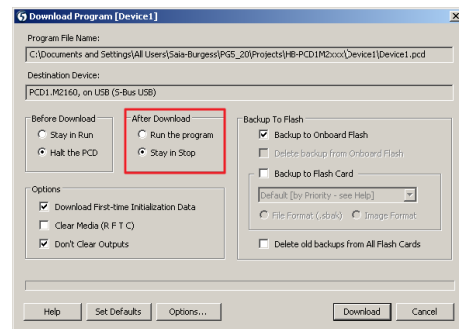 Download Program [Device1]
Program File Name:
C:\Documents and Settings\All Users\Saia-Burgess\PG5_20\Projects\HB-PCD1M2xxx\Device1\Device1.pcd
Destination Device:
PCD1.M2160, on USB (S-Bus USB)
Before Download
Stay in Run
Halt the PCD
After Download
Run the program
Stay in Stop
Options
Download First-time Initialization Data
Clear Media (R F T C)
Don't Clear Outputs
Backup To Flash
Backup to Onboard Flash
Delete backup from Onboard Flash
Backup to Flash Card
Default [by Priority - see Help]
File Format (.sbak) Image Format
Delete old backups from All Flash Cards
Help Set Defaults Options... Download Cancel